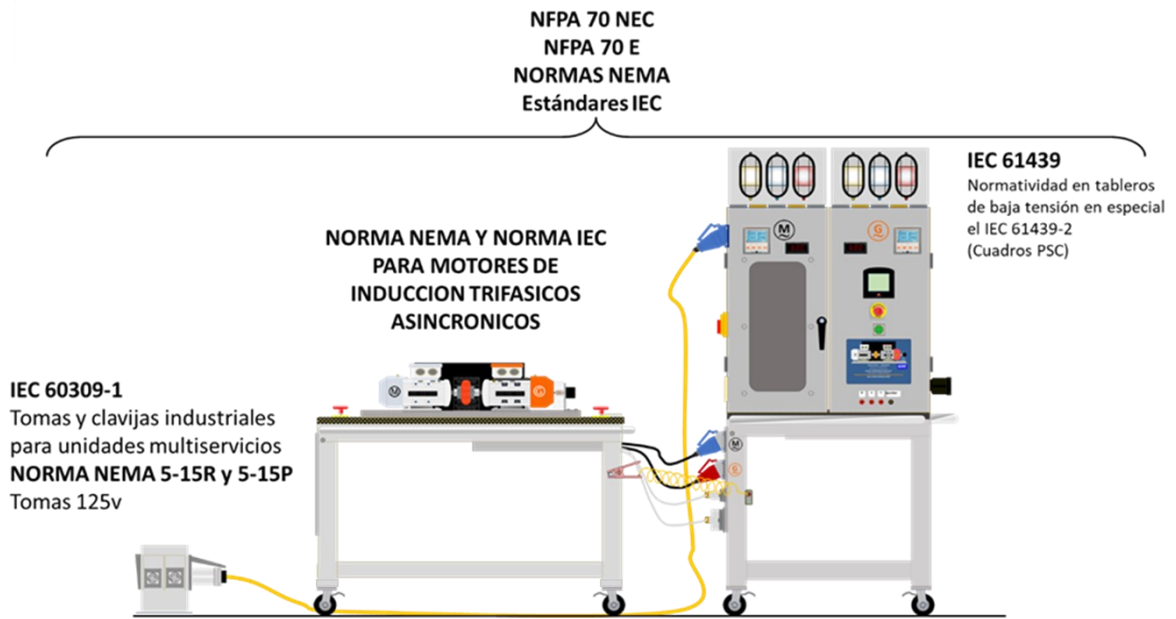 NFPA 70 NEC
NFPA 70 E
NORMAS NEMA
Estándares IEC
IEC 61439
Normatividad en tableros
de baja tensión en especial
el IEC 61439-2
(Cuadros PSC)
NORMA NEMA Y NORMA IEC
PARA MOTORES DE
INDUCCION TRIFASICOS
ASINCRONICOS
IEC 60309-1
Tomas y clavijas industriales
para unidades multiservicios
NORMA NEMA 5-15R y 5-15P
Tomas 125v
M
G
M
G
M
G